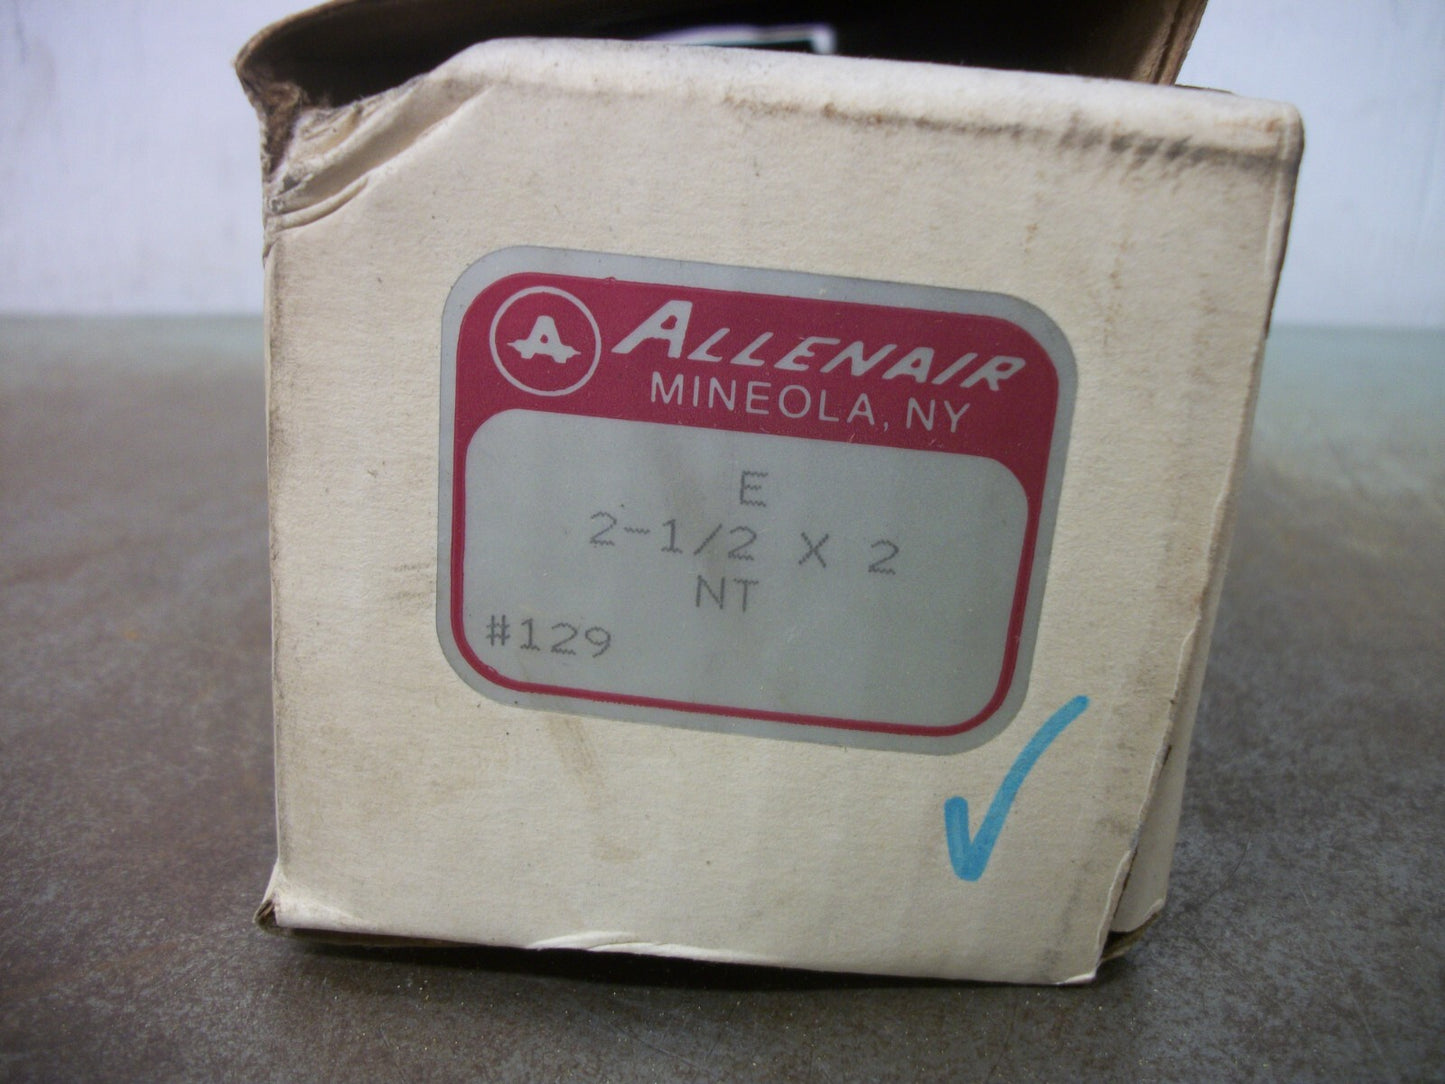 A ALLENAIR
MINEOLA, NY
E
2-1/2 X 2
NT
#129